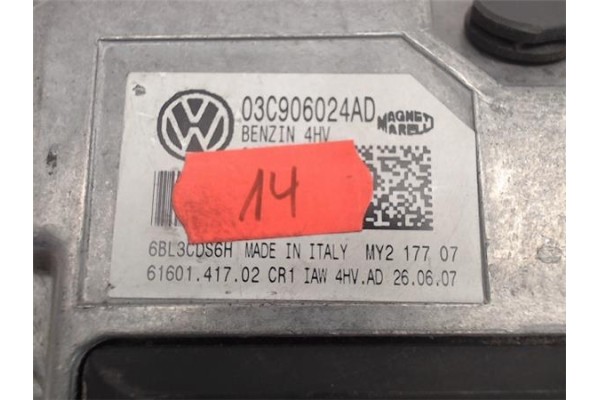 03C906024AD
MAGNETI
MARELLI
BENZIN 4HV
14
6BL3CDS6H MADE IN ITALY MY2 177 07
61601.417.02 CR1 IAW 4HV.AD 26.06.07